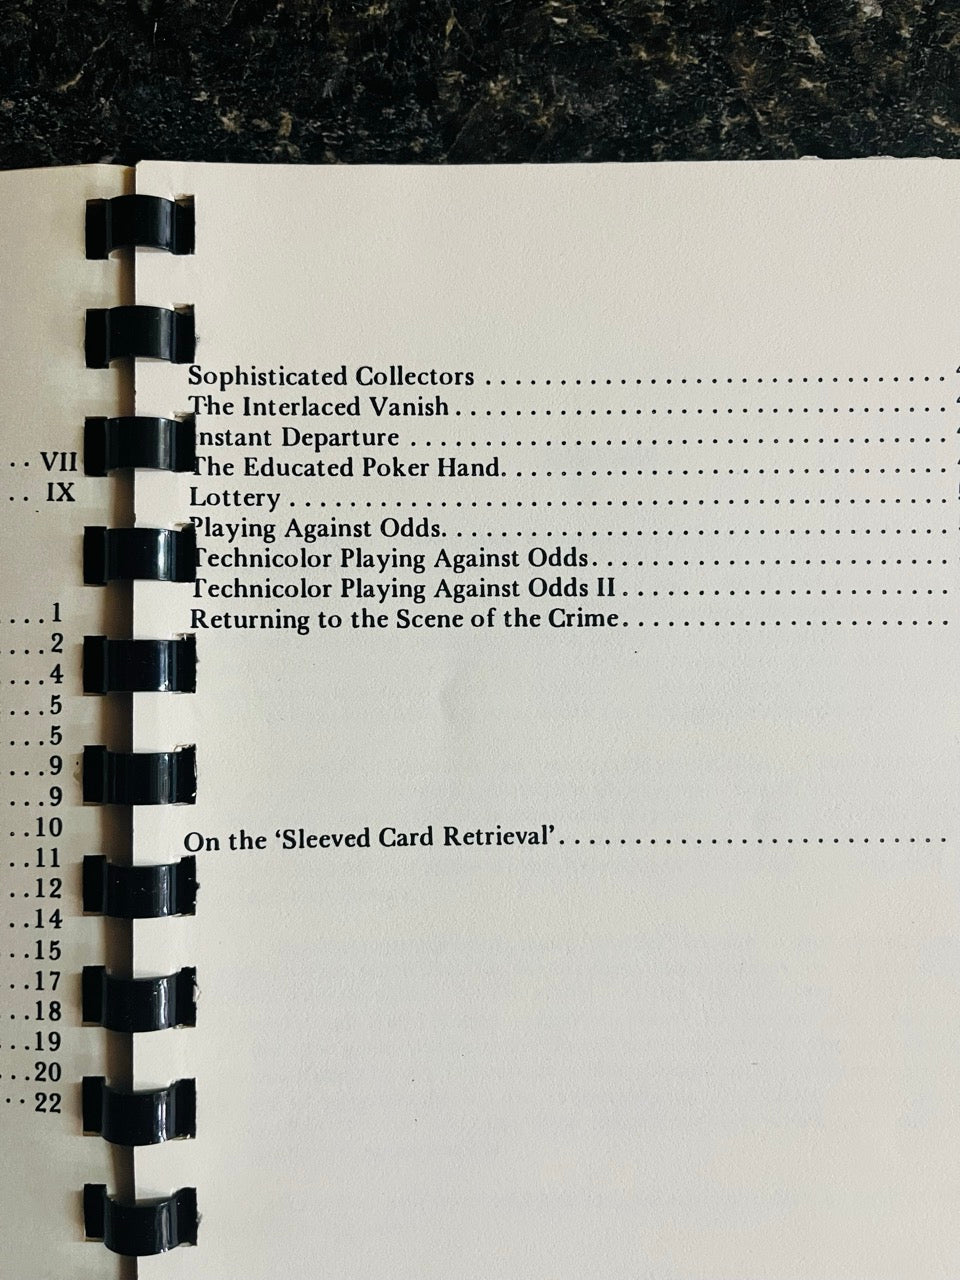 . . VII
. . IX
. . . . 1
. . . . 2
. . . . 4
. . . . 5
. . . . 5
. . . . 9
. . . . 9
. . . 10
. . . 11
. . . 12
. . . 14
. . . 15
. . . 17
. . . 18
. . . 19
. . . 20
. . 22
Sophisticated Collectors . . . . . . . . . . . . . . . . . . . . . . . . . . . . . . .
The Interlaced Vanish . . . . . . . . . . . . . . . . . . . . . . . . . . . . . . . . .
nstant Departure . . . . . . . . . . . . . . . . . . . . . . . . . . . . . . . . . . . .
The Educated Poker Hand. . . . . . . . . . . . . . . . . . . . . . . . . . . . . .
Lottery . . . . . . . . . . . . . . . . . . . . . . . . . . . . . . . . . . . . . . . . . . . .
Playing Against Odds. . . . . . . . . . . . . . . . . . . . . . . . . . . . . . . . . .
Technicolor Playing Against Odds. . . . . . . . . . . . . . . . . . . . . . . .
Technicolor Playing Against Odds II . . . . . . . . . . . . . . . . . . . . . .
Returning to the Scene of the Crime. . . . . . . . . . . . . . . . . . . . . .
On the ‘Sleeved Card Retrieval’. . . . . . . . . . . . . . . . . . . . . . . . . .